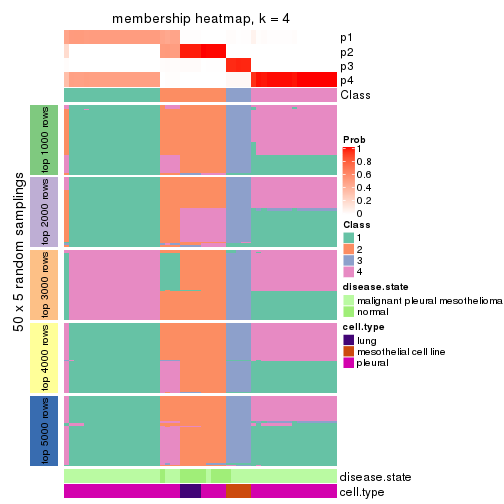 membership heatmap, k = 4
p1
p2
p3
p4
Class
50 x 5 random samplings
top 1000 rows
top 2000 rows
top 3000 rows
top 4000 rows
top 5000 rows
Prob
1
0.8
0.6
0.4
0.2
0
Class
1
2
3
4
disease.state
malignant pleural mesothelioma
normal
cell.type
lung
mesothelial cell line
pleural
disease.state
cell.type